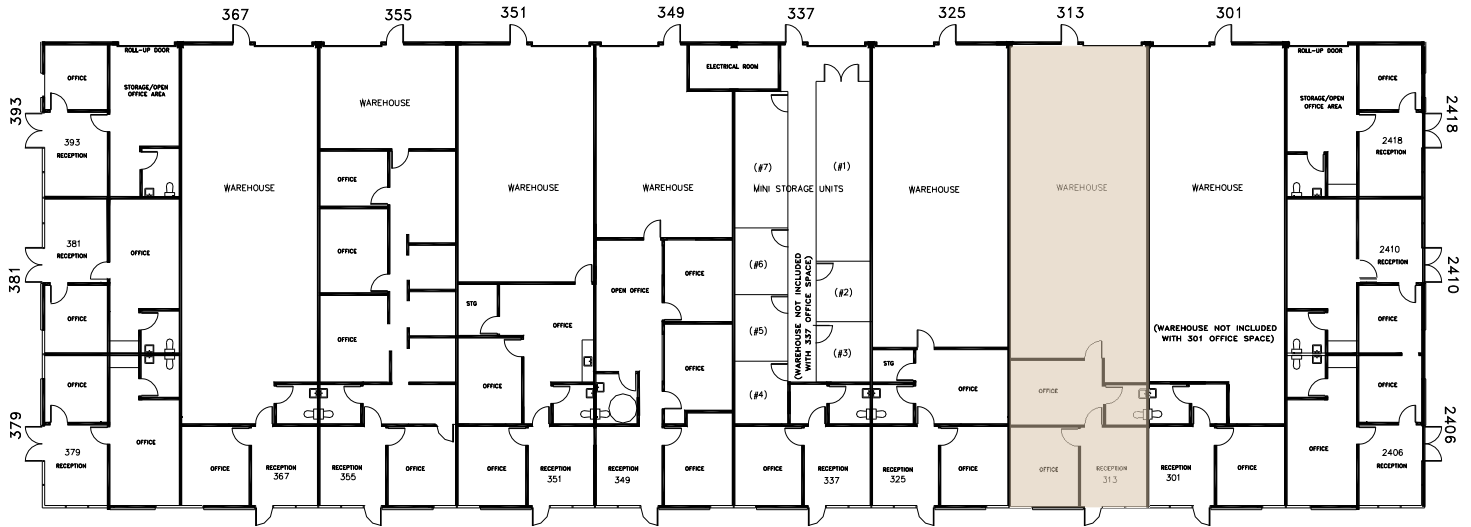 367
355
351
349
337
325
313
301
ROLL-UP DOOR
ROLL-UP DOOR
ELECTRICAL ROOM
OFFICE
OFFICE
STORAGE/OPEN
OFFICE AREA
STORAGE/OPEN
OFFICE AREA
WAREHOUSE
393
393
RECEPTION
2418
RECEPTION
2418
(#7)
(#1)
MINI STORAGE UNITS
OFFICE
WAREHOUSE
WAREHOUSE
WAREHOUSE
WAREHOUSE
WAREHOUSE
WAREHOUSE
381
381
RECEPTION
OFFICE
OFFICE
OFFICE
(#6)
2410
RECEPTION
2410
STG
OPEN OFFICE
(#2)
(WAREHOUSE NOT INCLUDED
WITH 337 OFFICE SPACE)
OFFICE
OFFICE
OFFICE
(#5)
(#3)
(WAREHOUSE NOT INCLUDED
WITH 301 OFFICE SPACE)
OFFICE
STG
OFFICE
OFFICE
OFFICE
OFFICE
(#4)
OFFICE
OFFICE
379
379
RECEPTION
OFFICE
OFFICE
RECEPTION
367
RECEPTION
355
OFFICE
OFFICE
RECEPTION
351
RECEPTION
349
OFFICE
OFFICE
RECEPTION
337
RECEPTION
325
OFFICE
OFFICE
RECEPTION
313
RECEPTION
301
OFFICE
OFFICE
2406
RECEPTION
2406